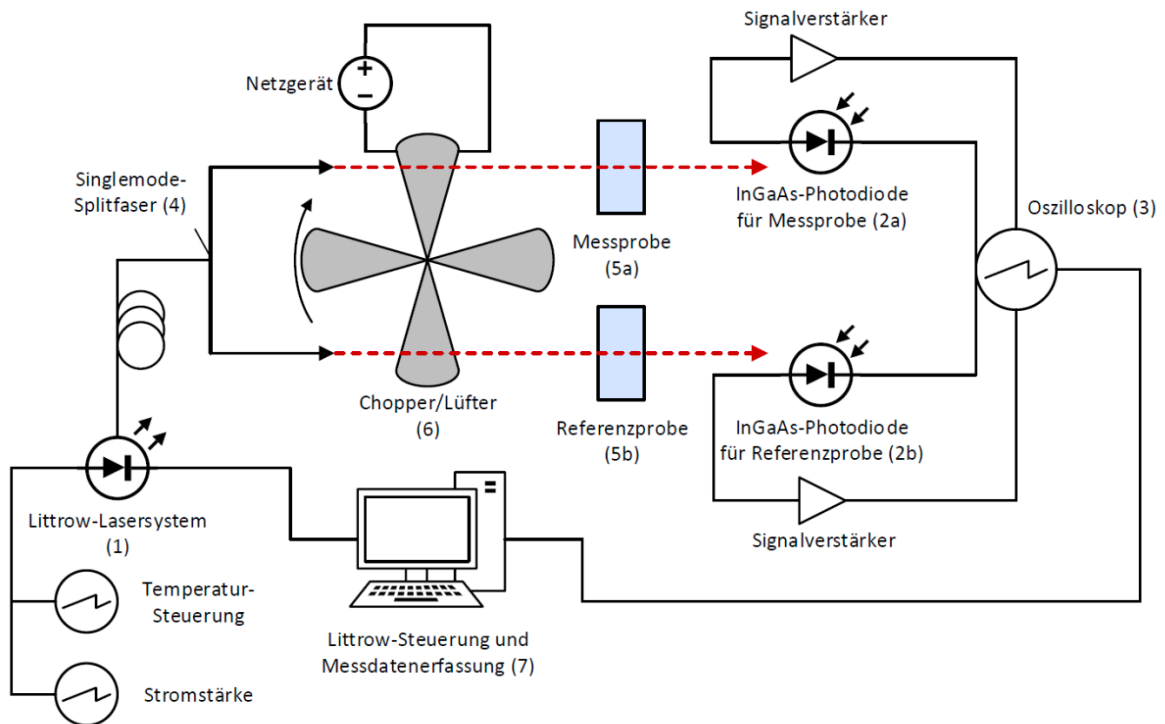 Signalverstärker
Netzgerät
+
−
Singlemode-
Splitfaser (4)
InGaAs-Photodiode
für Messprobe (2a)
Oszilloskop (3)
Messprobe
(5a)
Chopper/Lüfter
(6)
Referenzprobe
(5b)
InGaAs-Photodiode
für Referenzprobe (2b)
Littrow-Lasersystem
(1)
Signalverstärker
Temperatur-
Steuerung
Littrow-Steuerung und
Messdatenerfassung (7)
Stromstärke